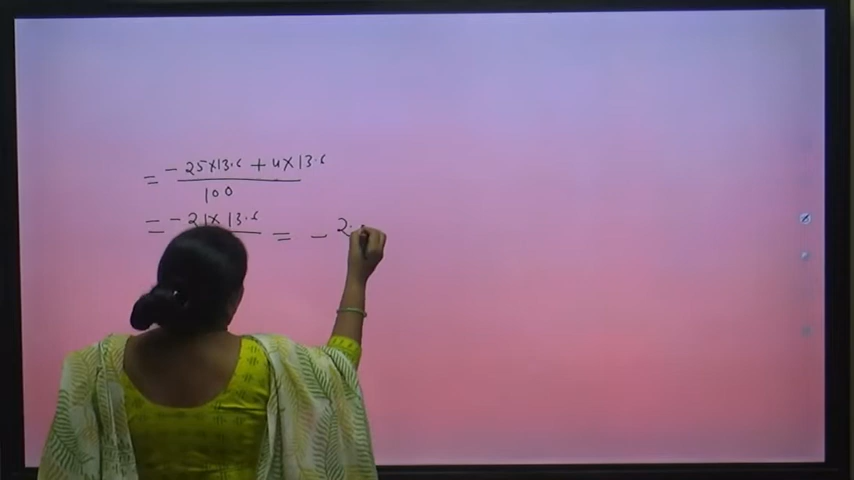 = -25×13.6 + 4×13.6
100
= -21×13.6 = -2.